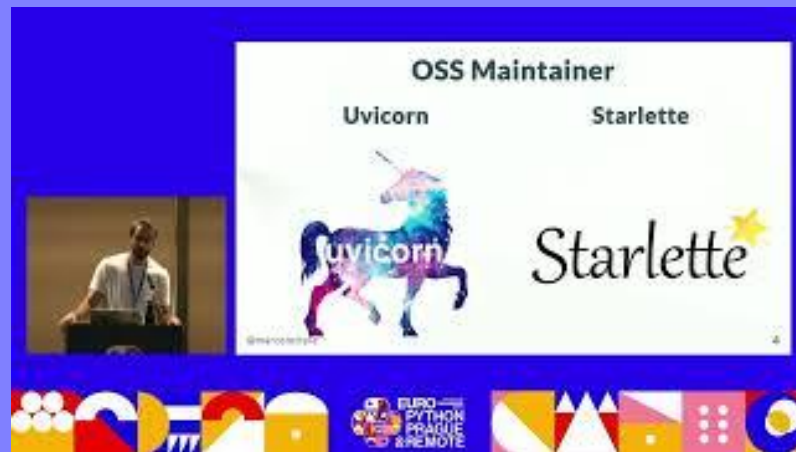 OSS Maintainer
Uvicorn
Starlette
uvicorn
Starlette
4
EURO
PYTHON
PRAGUE
&REMOTE